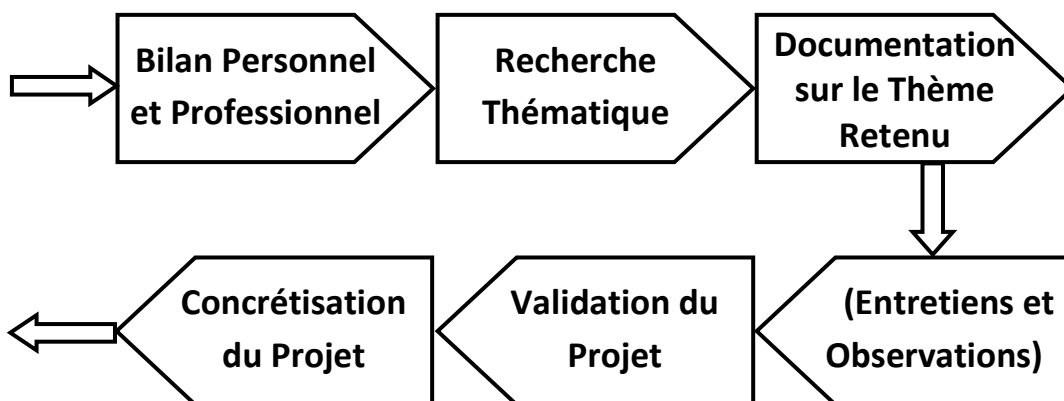 Bilan Personnel
et Professionnel
Recherche
Thématique
Documentation
sur le Thème
Retenu
(Entretiens et
Observations)
Validation du
Projet
Concrétisation
du Projet